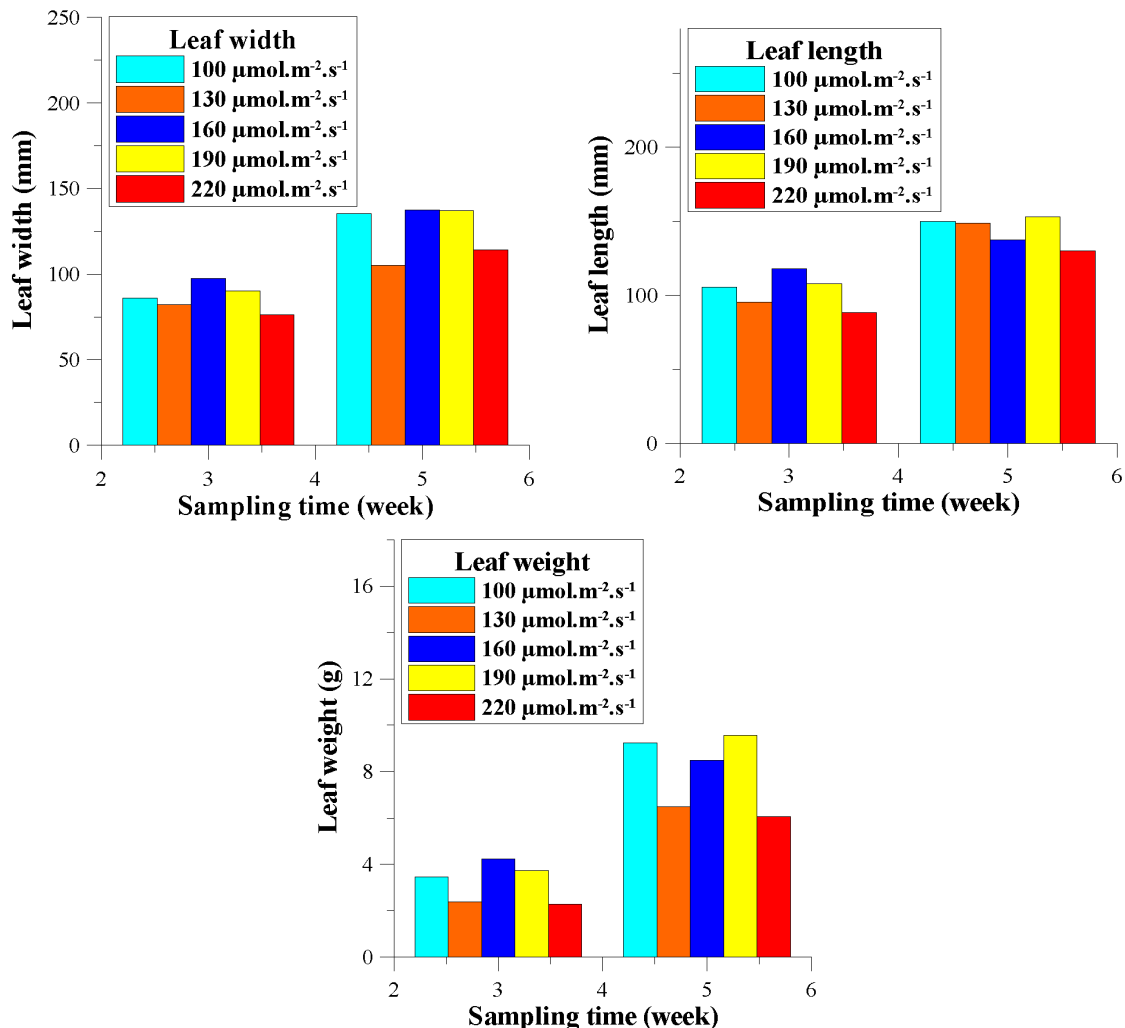 Leaf width
100 µmol.m⁻².s⁻¹
130 µmol.m⁻².s⁻¹
160 µmol.m⁻².s⁻¹
190 µmol.m⁻².s⁻¹
220 µmol.m⁻².s⁻¹
250
200
150
100
50
0
Leaf width (mm)
2 3 4 5 6
Sampling time (week)
Leaf length
100 µmol.m⁻².s⁻¹
130 µmol.m⁻².s⁻¹
160 µmol.m⁻².s⁻¹
190 µmol.m⁻².s⁻¹
220 µmol.m⁻².s⁻¹
200
100
0
Leaf length (mm)
2 3 4 5 6
Sampling time (week)
Leaf weight
100 µmol.m⁻².s⁻¹
130 µmol.m⁻².s⁻¹
160 µmol.m⁻².s⁻¹
190 µmol.m⁻².s⁻¹
220 µmol.m⁻².s⁻¹
16
12
8
4
0
Leaf weight (g)
2 3 4 5 6
Sampling time (week)